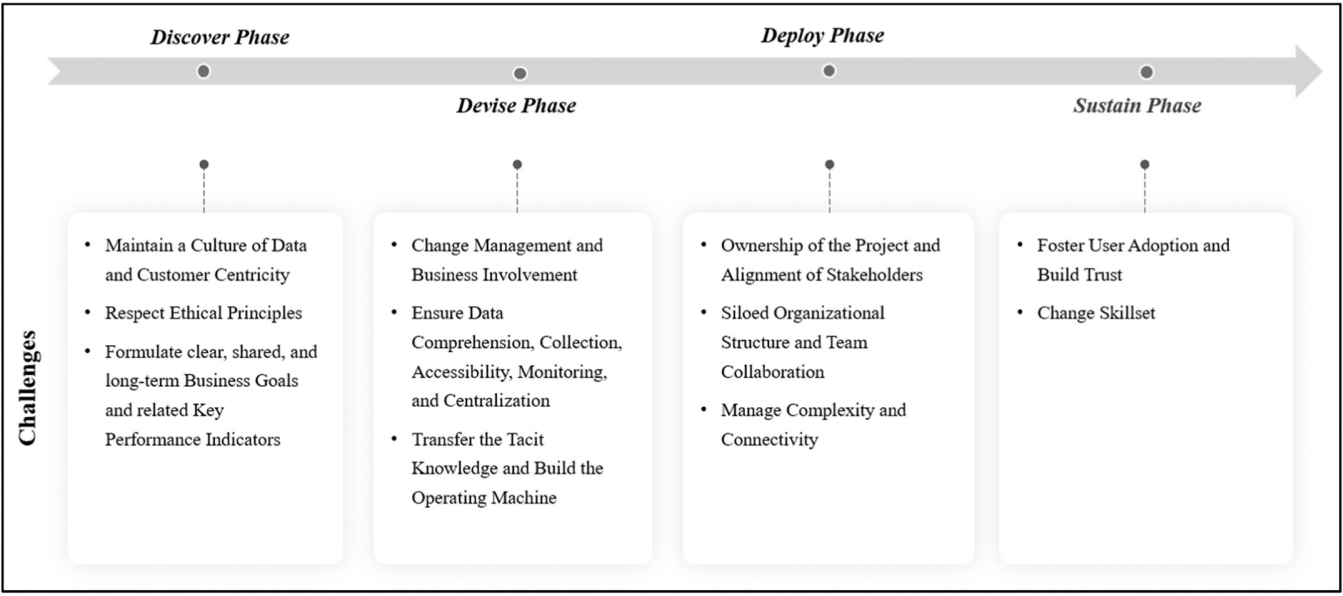 Discover Phase
Deploy Phase
Devise Phase
Sustain Phase
Challenges
• Maintain a Culture of Data
and Customer Centricity
• Respect Ethical Principles
• Formulate clear, shared, and
long-term Business Goals
and related Key
Performance Indicators
• Change Management and
Business Involvement
• Ensure Data
Comprehension, Collection,
Accessibility, Monitoring,
and Centralization
• Transfer the Tacit
Knowledge and Build the
Operating Machine
• Ownership of the Project and
Alignment of Stakeholders
• Siloed Organizational
Structure and Team
Collaboration
• Manage Complexity and
Connectivity
• Foster User Adoption and
Build Trust
• Change Skillset